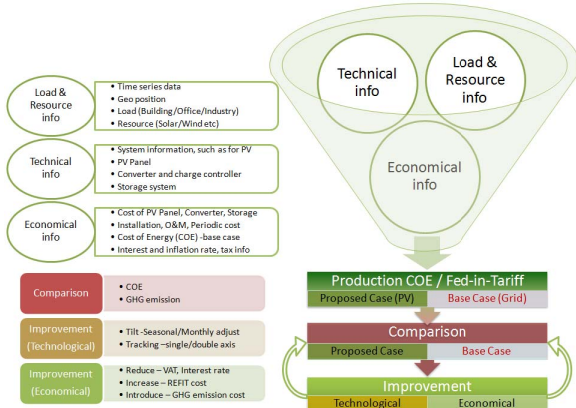 Load &
Resource
info
• Time series data
• Geo position
• Load (Building/Office/Industry)
• Resource (Solar/Wind etc)
Technical
info
• System information, such as for PV
• PV Panel
• Converter and charge controller
• Storage system
Economical
info
• Cost of PV Panel, Converter, Storage
• Installation, O&M, Periodic cost
• Cost of Energy (COE) -base case
• Interest and inflation rate, tax info
Comparison
• COE
• GHG emission
Improvement
(Technological)
• Tilt -Seasonal/Monthly adjust
• Tracking –single/double axis
Improvement
(Economical)
• Reduce – VAT, Interest rate
• Increase – REFIT cost
• Introduce – GHG emission cost
Technical
info
Load &
Resource
info
Economical
info
Production COE / Fed-in-Tariff
Proposed Case (PV)
Base Case (Grid)
Comparison
Proposed Case
Base Case
Improvement
Technological
Economical